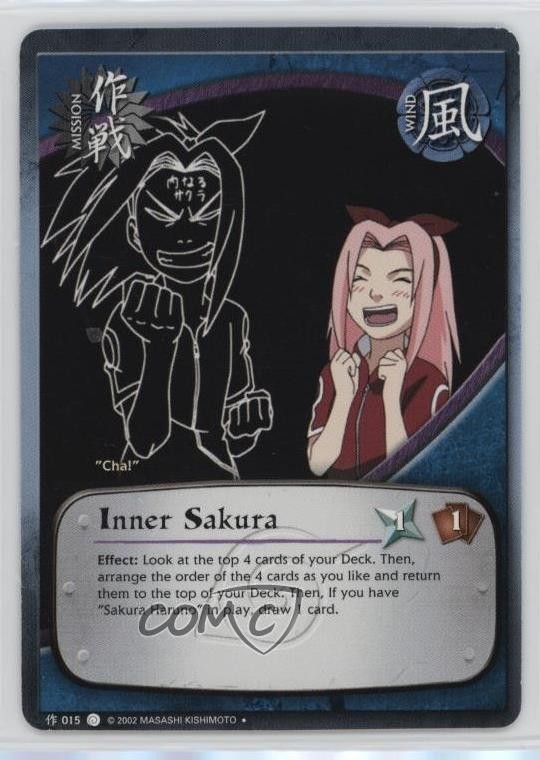 MISSION
作戦
WIND
風
内なる
サクラ
"Cha!"
Inner Sakura
1
1
Effect: Look at the top 4 cards of your Deck. Then,
arrange the order of the 4 cards as you like and return
them to the top of your Deck. Then, If you have
"Sakura Haruno" in play, draw 1 card.
COMC
作 015 © 2002 MASASHI KISHIMOTO